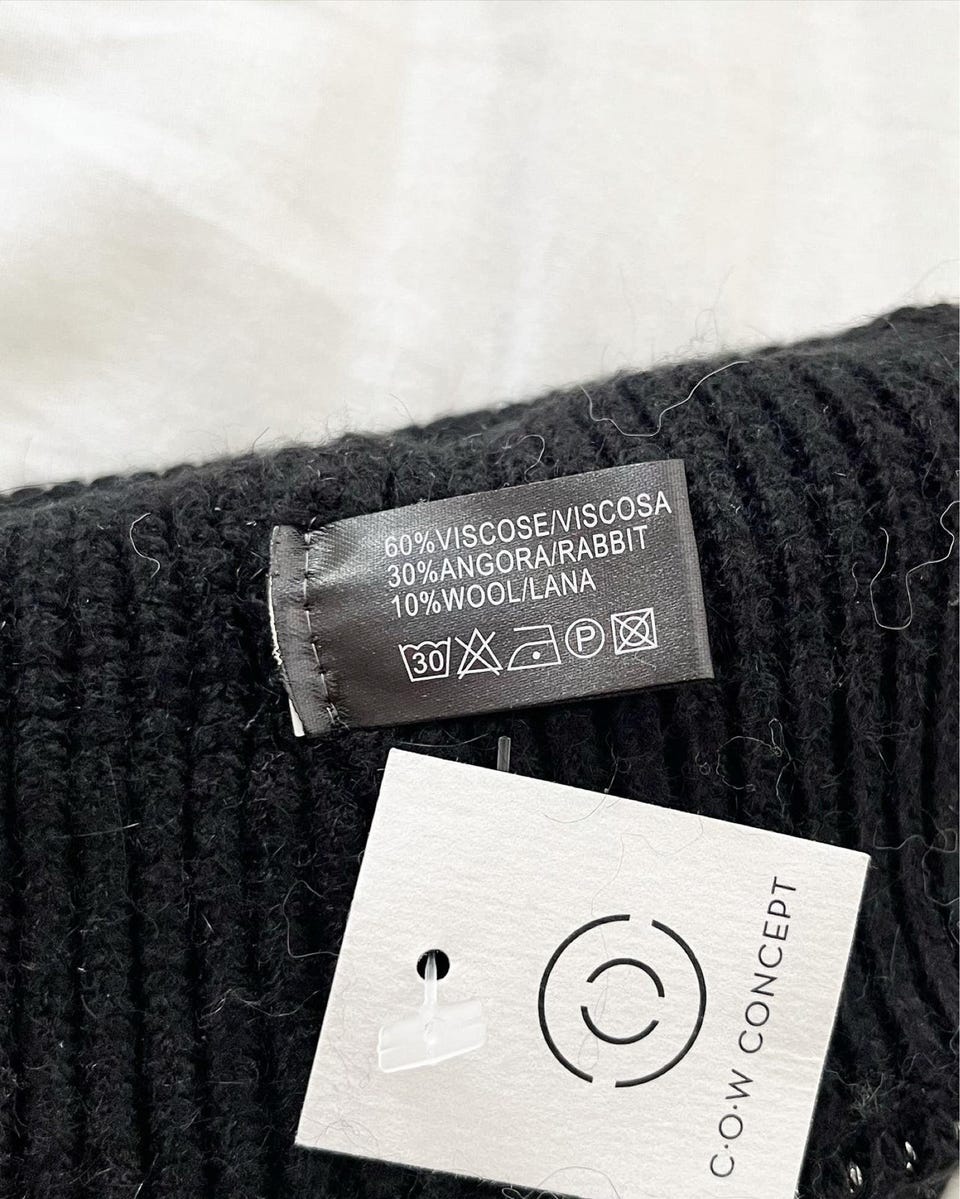 60%VISCOSE/VISCOSA
30%ANGORA/RABBIT
10%WOOL/LANA
30 P
C·O·W CONCEPT